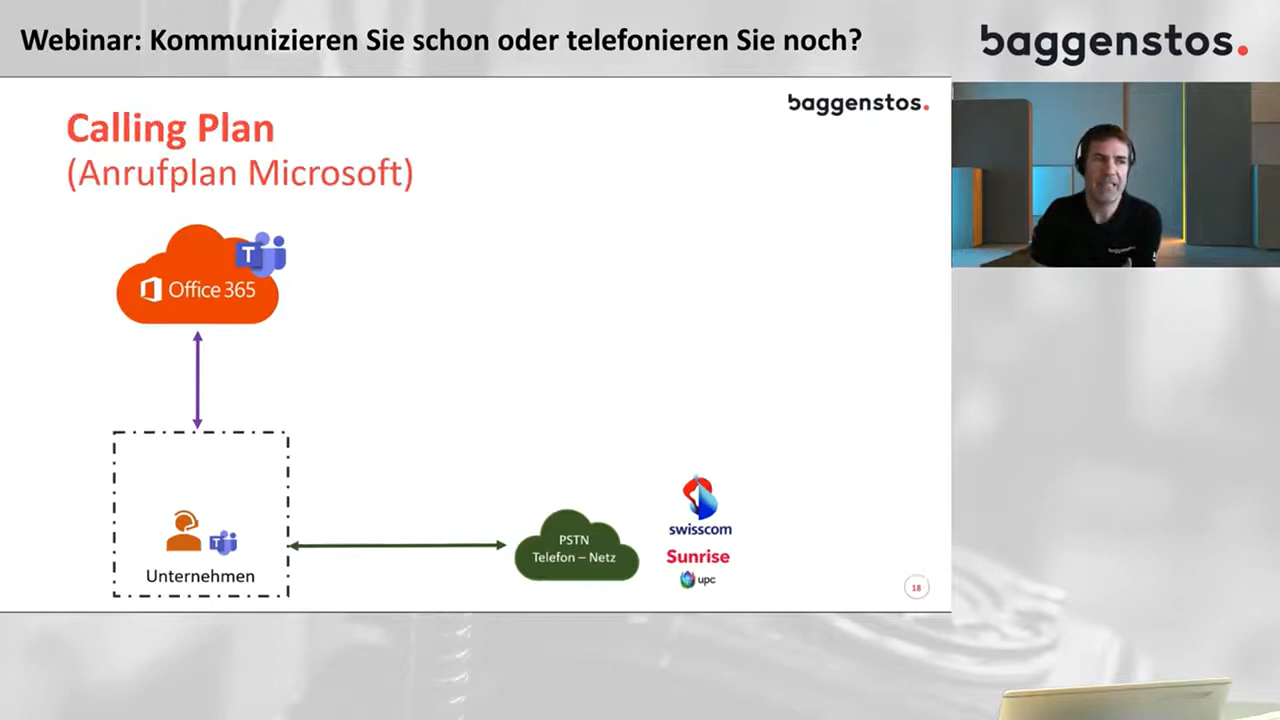 Webinar: Kommunizieren Sie schon oder telefonieren Sie noch?
baggenstos.
baggenstos.
Calling Plan
(Anrufplan Microsoft)
T
Office 365
Unternehmen
PSTN
Telefon – Netz
swisscom
Sunrise
upc
18
baggenstos.